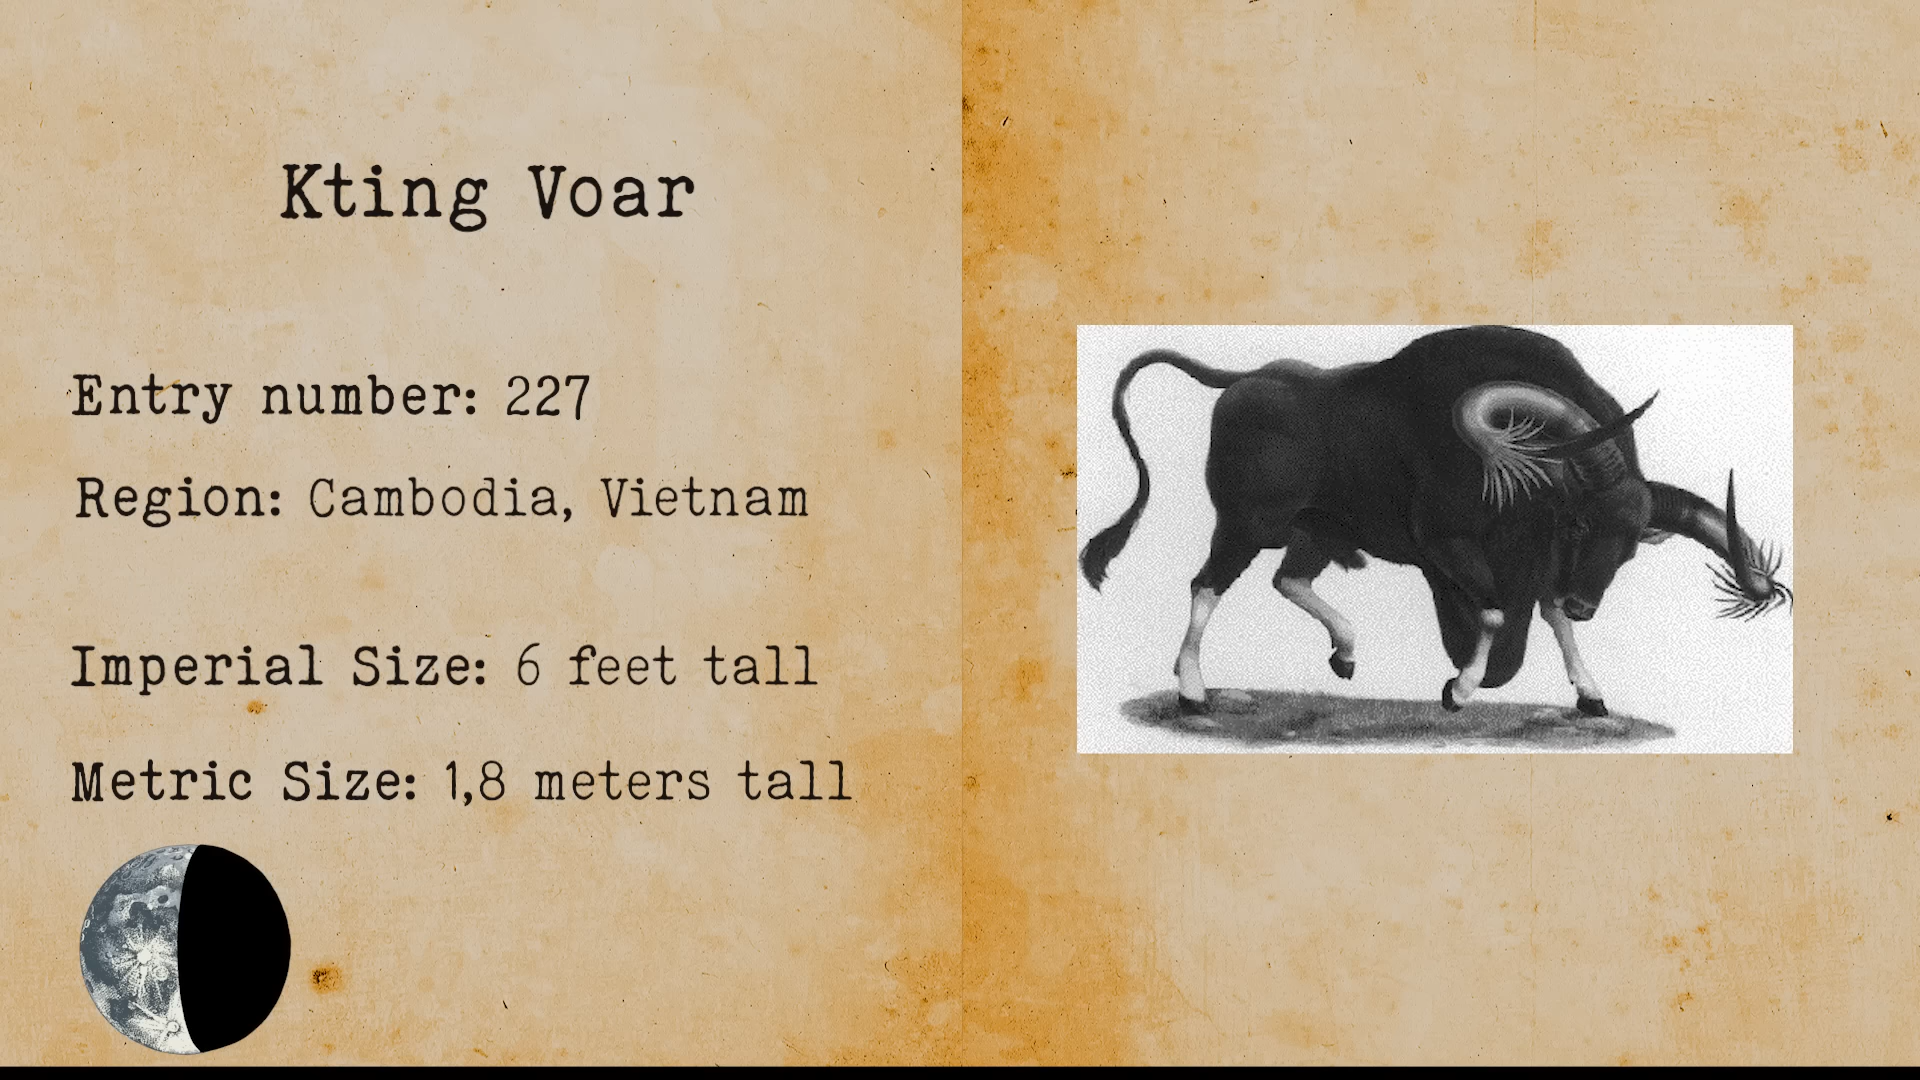 Kting Voar
Entry number: 227
Region: Cambodia, Vietnam
Imperial Size: 6 feet tall
Metric Size: 1,8 meters tall